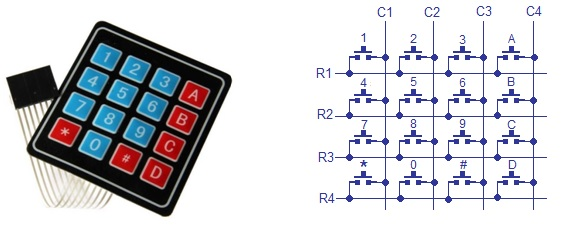 1 2 3 A
4 5 6 B
7 8 9 C
* 0 # D
C1 C2 C3 C4
1 2 3 A
R1
4 5 6 B
R2
7 8 9 C
R3
* 0 # D
R4